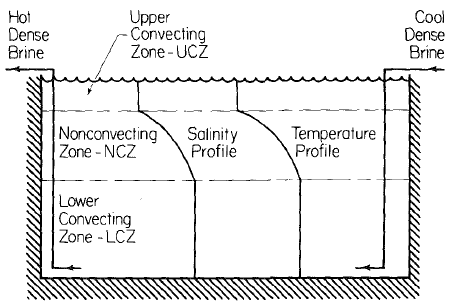 Hot
Dense
Brine
Upper
Convecting
Zone-UCZ
Cool
Dense
Brine
Nonconvecting
Zone-NCZ
Salinity
Profile
Temperature
Profile
Lower
Convecting
Zone-LCZ